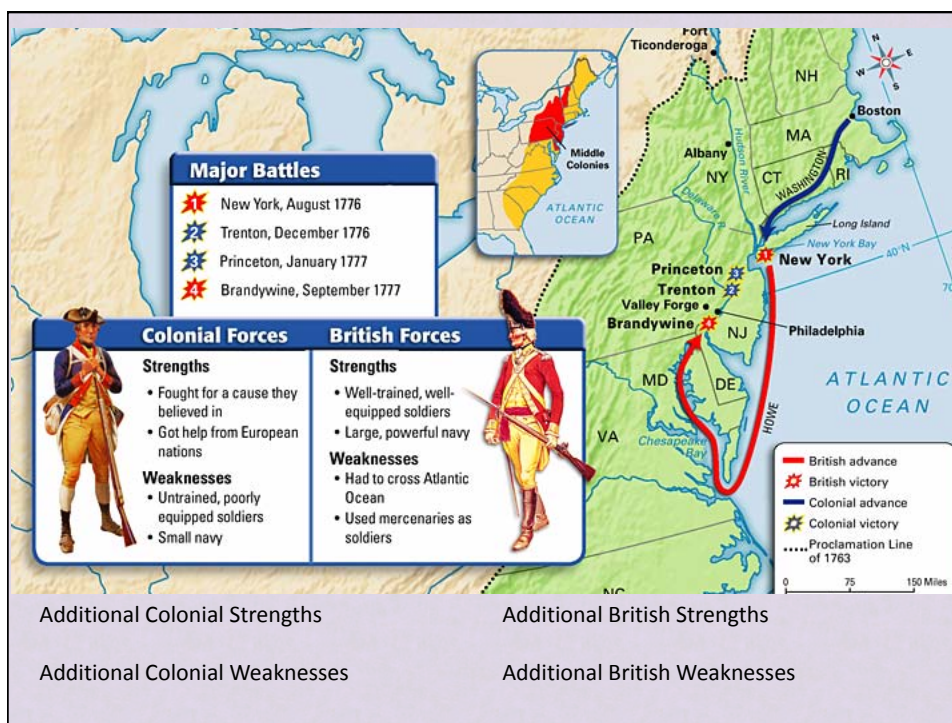 Fort
Ticonderoga
N
E
W
S
NH
Boston
MA
Albany
Hudson River
NY
CT
WASHINGTON
RI
Delaware R.
Long Island
New York Bay
New York
40°N
70
PA
Princeton
3
Trenton
2
1
Valley Forge
Brandywine
4
Philadelphia
NJ
MD
DE
VA
Chesapeake
Bay
HOWE
ATLANTIC
OCEAN
NC
Middle
Colonies
ATLANTIC
OCEAN
Major Battles
1 New York, August 1776
2 Trenton, December 1776
3 Princeton, January 1777
4 Brandywine, September 1777
Colonial Forces
Strengths
• Fought for a cause they
believed in
• Got help from European
nations
Weaknesses
• Untrained, poorly
equipped soldiers
• Small navy
British Forces
Strengths
• Well-trained, well-
equipped soldiers
• Large, powerful navy
Weaknesses
• Had to cross Atlantic
Ocean
• Used mercenaries as
soldiers
British advance
British victory
Colonial advance
Colonial victory
Proclamation Line
of 1763
0 75 150 Miles
Additional Colonial Strengths
Additional British Strengths
Additional Colonial Weaknesses
Additional British Weaknesses